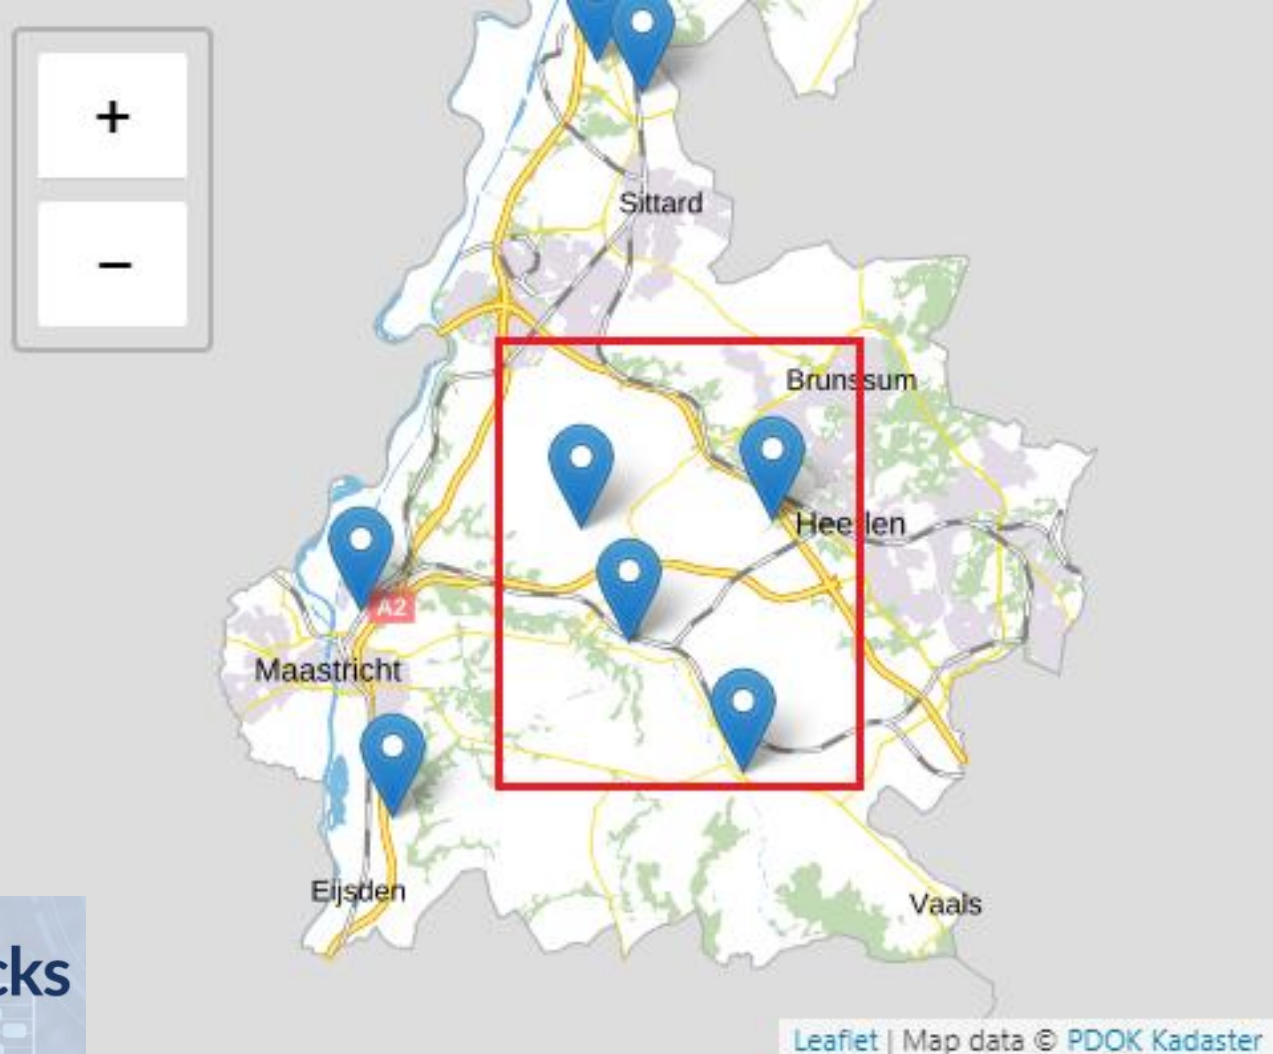 +
Sittard
−
Brunssum
Heerlen
A2
Maastricht
Eijsden
Vaals
cks
Leaflet | Map data © PDOK Kadaster